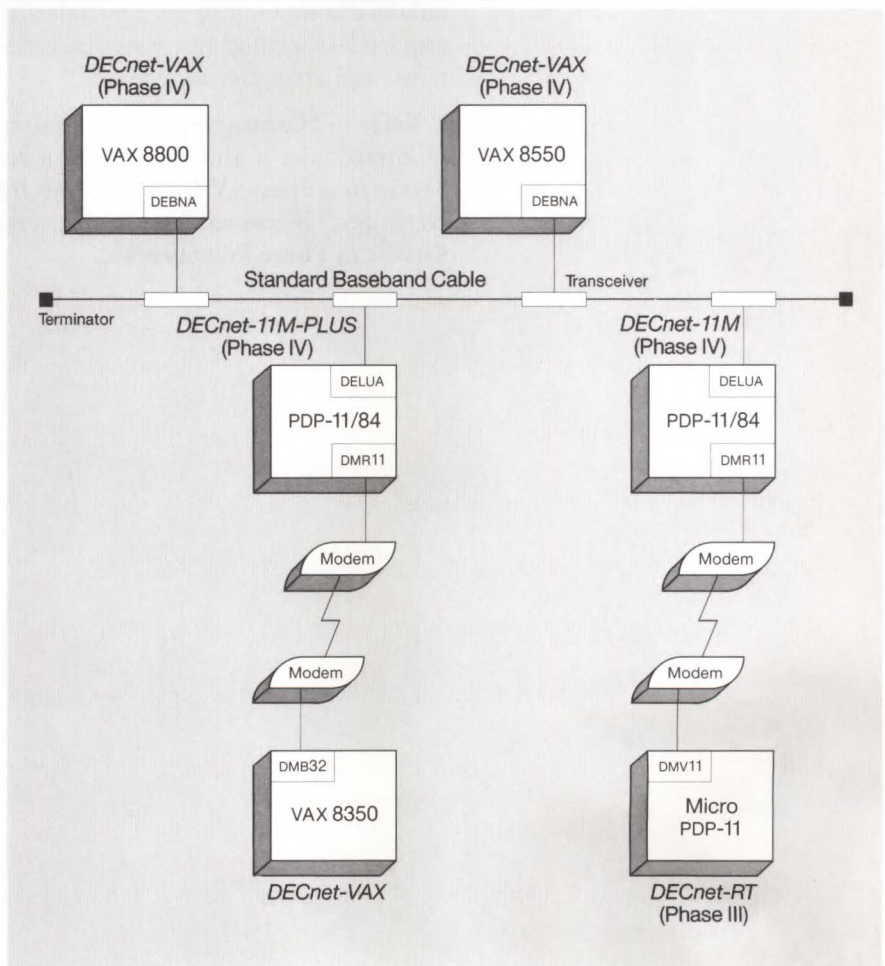 DECnet-VAX
(Phase IV)
VAX 8800
DEBNA
DECnet-VAX
(Phase IV)
VAX 8550
DEBNA
Standard Baseband Cable
Transceiver
Terminator
DECnet-11M-PLUS
(Phase IV)
DELUA
PDP-11/84
DMR11
DECnet-11M
(Phase IV)
DELUA
PDP-11/84
DMR11
Modem
Modem
Modem
Modem
DMB32
VAX 8350
DECnet-VAX
DMV11
Micro
PDP-11
DECnet-RT
(Phase III)